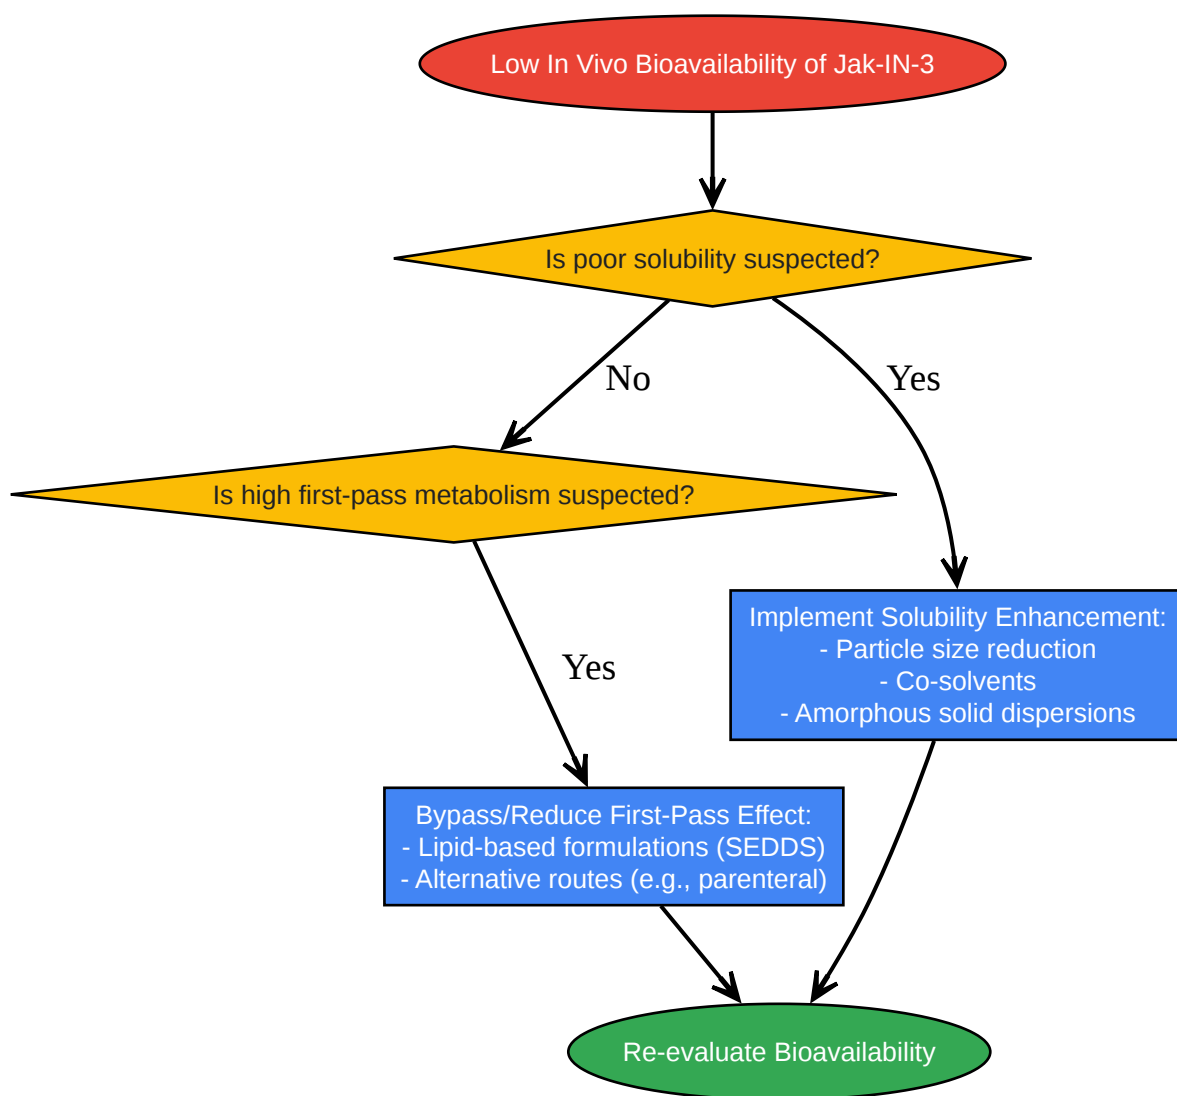 Low In Vivo Bioavailability of Jak-IN-3
Is poor solubility suspected?
No
Yes
Is high first-pass metabolism suspected?
Implement Solubility Enhancement:
- Particle size reduction
- Co-solvents
- Amorphous solid dispersions
Yes
Bypass/Reduce First-Pass Effect:
- Lipid-based formulations (SEDDS)
- Alternative routes (e.g., parenteral)
Re-evaluate Bioavailability